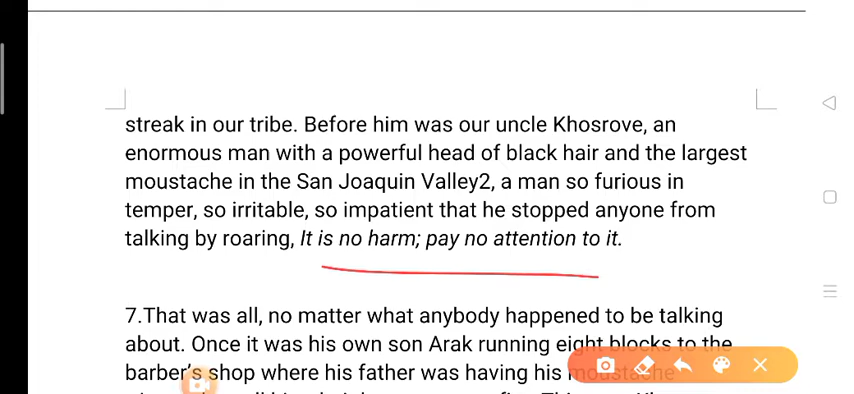 streak in our tribe. Before him was our uncle Khosrove, an
enormous man with a powerful head of black hair and the largest
moustache in the San Joaquin Valley2, a man so furious in
temper, so irritable, so impatient that he stopped anyone from
talking by roaring, It is no harm; pay no attention to it.
7.That was all, no matter what anybody happened to be talking
about. Once it was his own son Arak running eight blocks to the
barber's shop where his father was having his moustache